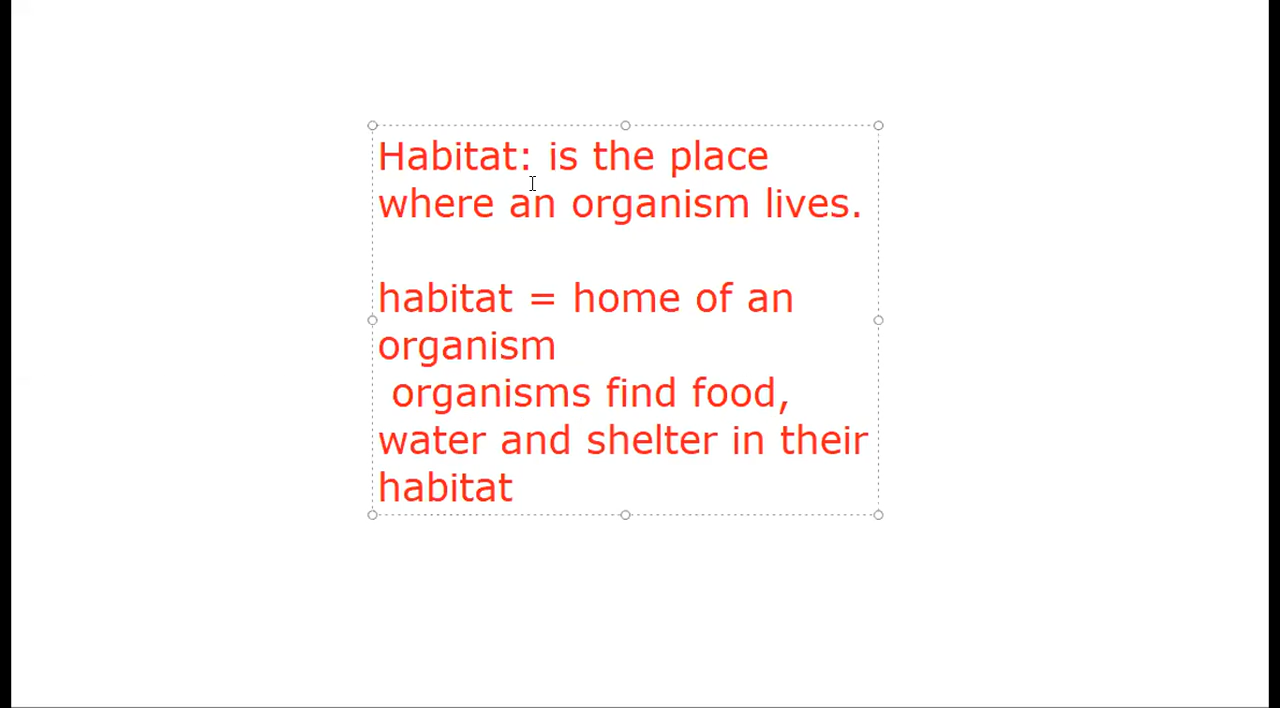 Habitat: is the place
where an organism lives.
habitat = home of an
organism
organisms find food,
water and shelter in their
habitat